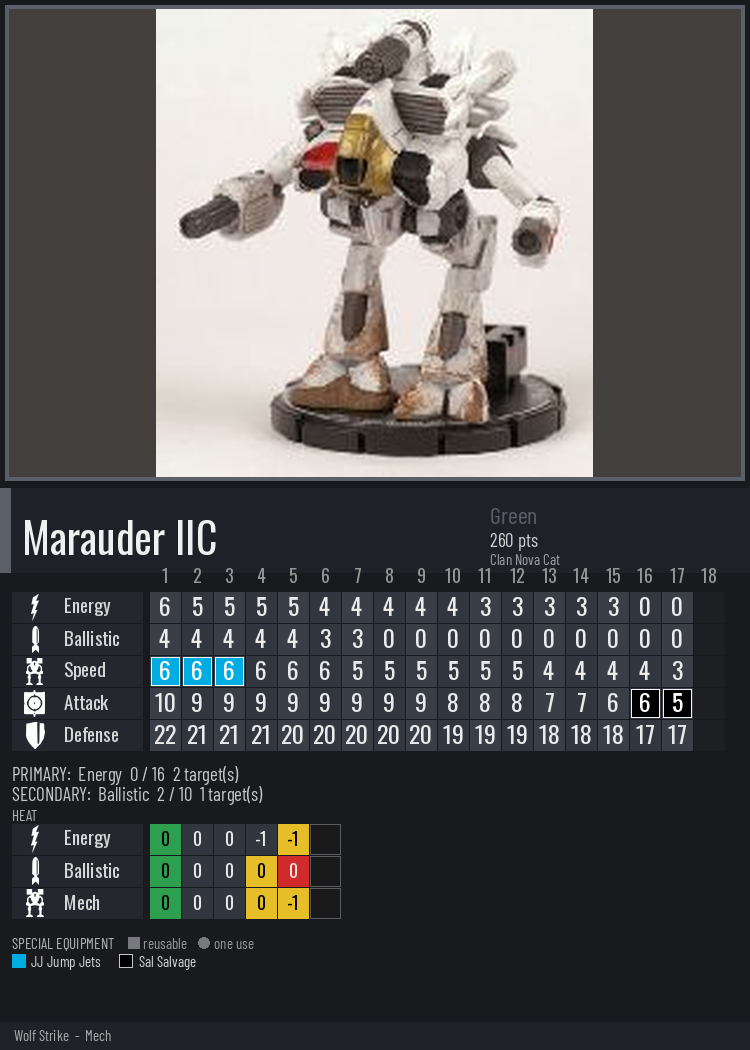 Marauder IIC
Green
260 pts
Clan Nova Cat
1 2 3 4 5 6 7 8 9 10 11 12 13 14 15 16 17 18
Energy 6 5 5 5 5 4 4 4 4 4 3 3 3 3 3 0 0
Ballistic 4 4 4 4 4 3 3 0 0 0 0 0 0 0 0 0 0
Speed 6 6 6 6 6 6 5 5 5 5 5 5 4 4 4 4 3
Attack 10 9 9 9 9 9 9 9 9 8 8 8 7 7 6 6 5
Defense 22 21 21 21 20 20 20 20 20 19 19 19 18 18 18 17 17
PRIMARY: Energy 0 / 16 2 target(s)
SECONDARY: Ballistic 2 / 10 1 target(s)
HEAT
Energy 0 0 0 -1 -1
Ballistic 0 0 0 0 0
Mech 0 0 0 0 -1
SPECIAL EQUIPMENT reusable one use
JJ Jump Jets Sal Salvage
Wolf Strike - Mech